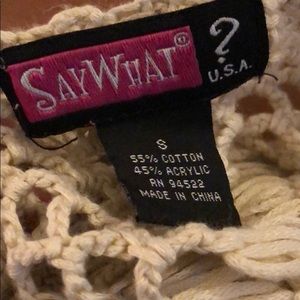 SAYWHAT ®
?
U.S.A.
S
55% COTTON
45% ACRYLIC
RN 94522
MADE IN CHINA